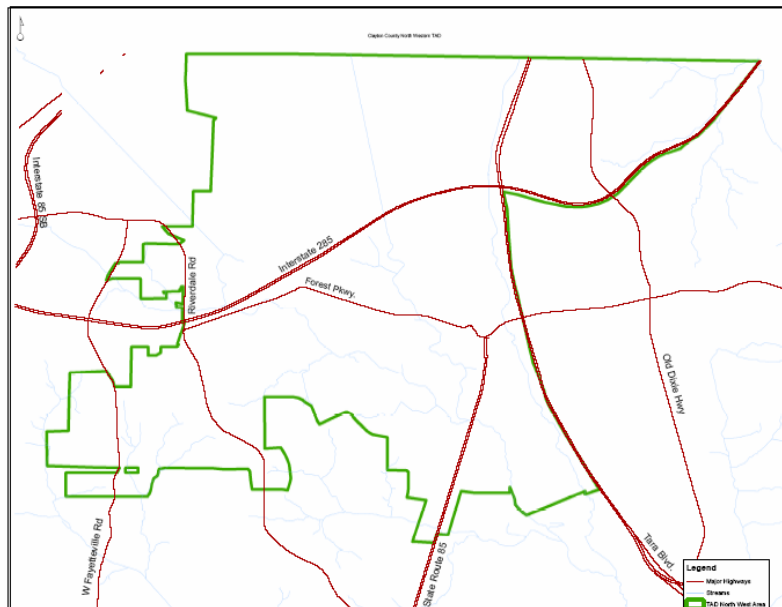 Clayton County North Western TAD
Interstate 85 SB
Riverdale Rd
Interstate 285
Forest Pkwy.
Old Dixie Hwy
W Fayetteville Rd
State Route 85
Tara Blvd.
Legend
Major Highways
Streams
TAD North West Area